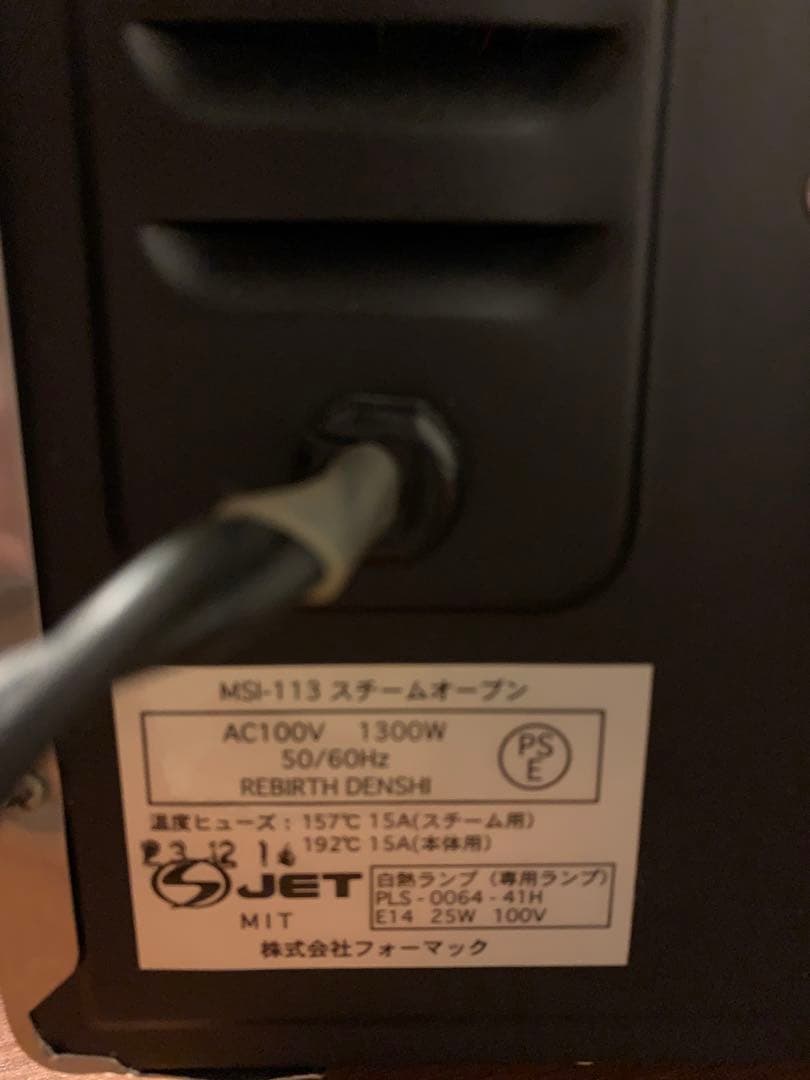 MSI-113 スチームオーブン
AC100V 1300W
50/60Hz
REBIRTH DENSHI
PS
E
温度ヒューズ： 157℃ 15A(スチーム用)
192℃ 15A(本体用)
12 16
JET
MIT
白熱ランプ（専用ランプ)
PLS-0064-41H
E14 25W 100V
株式会社フォーマック